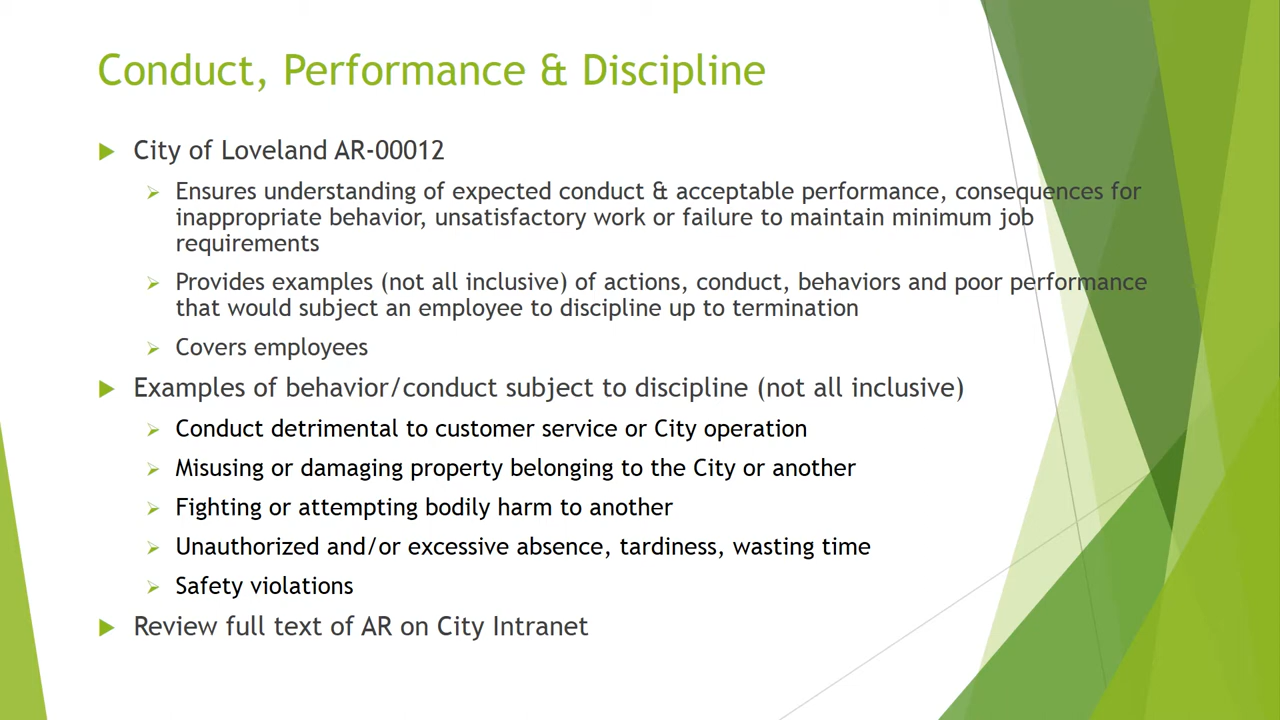 Conduct, Performance & Discipline
City of Loveland AR-00012
Ensures understanding of expected conduct & acceptable performance, consequences for
inappropriate behavior, unsatisfactory work or failure to maintain minimum job
requirements
Provides examples (not all inclusive) of actions, conduct, behaviors and poor performance
that would subject an employee to discipline up to termination
Covers employees
Examples of behavior/conduct subject to discipline (not all inclusive)
Conduct detrimental to customer service or City operation
Misusing or damaging property belonging to the City or another
Fighting or attempting bodily harm to another
Unauthorized and/or excessive absence, tardiness, wasting time
Safety violations
Review full text of AR on City Intranet